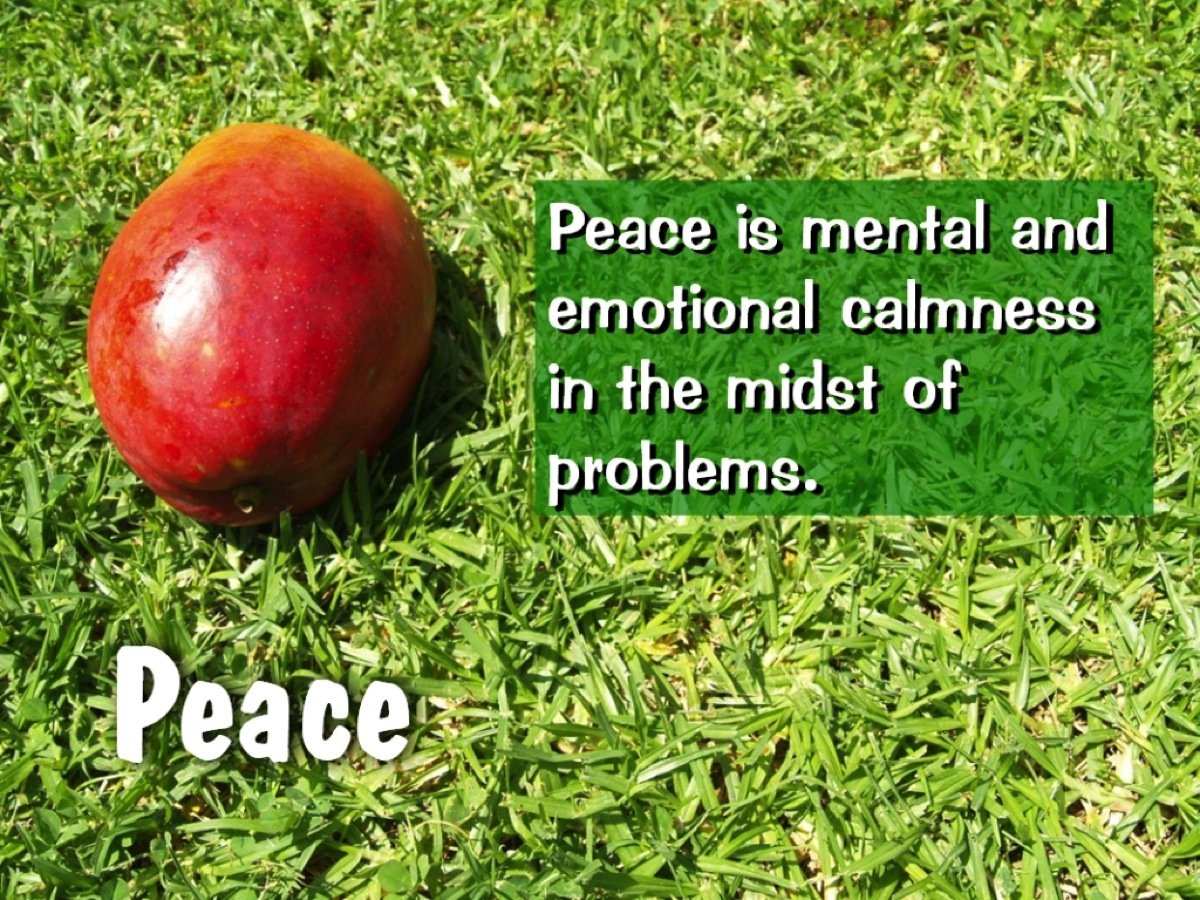 Peace is mental and
emotional calmness
in the midst of
problems.
Peace